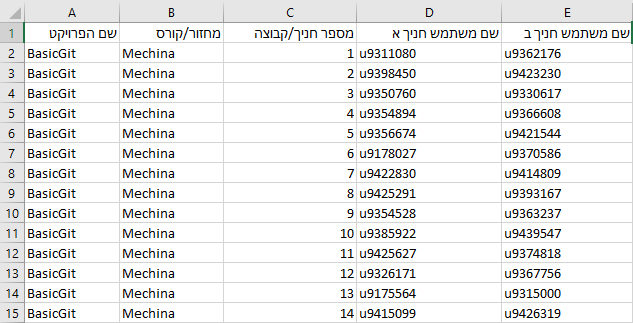 A B C D E
1 שם הפרויקט מחזור/קורס מספר חניך/קבוצה שם משתמש חניך א שם משתמש חניך ב
2 BasicGit Mechina 1 u9311080 u9362176
3 BasicGit Mechina 2 u9398450 u9423230
4 BasicGit Mechina 3 u9350760 u9330617
5 BasicGit Mechina 4 u9354894 u9366608
6 BasicGit Mechina 5 u9356674 u9421544
7 BasicGit Mechina 6 u9178027 u9370586
8 BasicGit Mechina 7 u9422830 u9414809
9 BasicGit Mechina 8 u9425291 u9393167
10 BasicGit Mechina 9 u9354528 u9363237
11 BasicGit Mechina 10 u9385922 u9439547
12 BasicGit Mechina 11 u9425627 u9374818
13 BasicGit Mechina 12 u9326171 u9367756
14 BasicGit Mechina 13 u9175564 u9315000
15 BasicGit Mechina 14 u9415099 u9426319